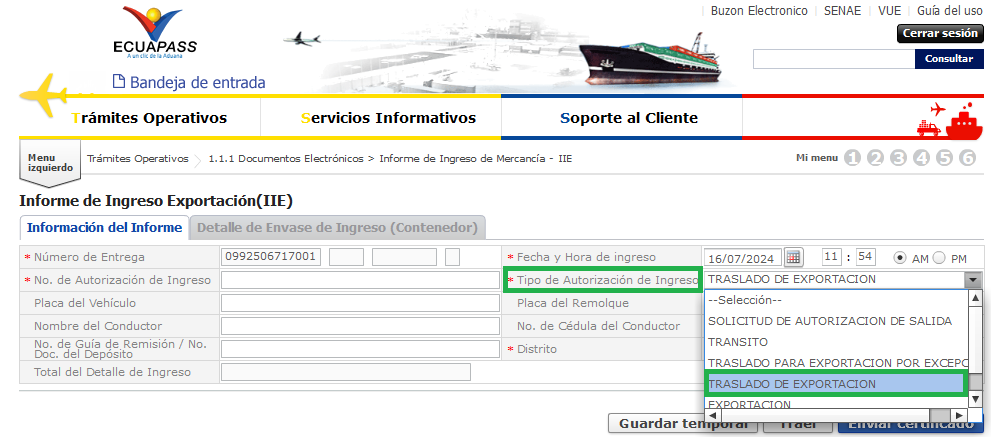 Buzon Electronico | SENAE | VUE | Guía del uso
Cerrar sesión
ECUAPASS
A un clic de la Aduana
Consultar
Bandeja de entrada
Trámites Operativos
Servicios Informativos
Soporte al Cliente
Menu
izquierdo
Trámites Operativos
1.1.1 Documentos Electrónicos > Informe de Ingreso de Mercancía - IIE
Mi menu 1 2 3 4 5 6
Informe de Ingreso Exportación(IIE)
Información del Informe
Detalle de Envase de Ingreso (Contenedor)
* Número de Entrega
0992506717001
* Fecha y Hora de ingreso
16/07/2024
11 : 54
AM
PM
* No. de Autorización de Ingreso
* Tipo de Autorización de Ingreso
TRASLADO DE EXPORTACION
Placa del Vehículo
Placa del Remolque
Nombre del Conductor
No. de Cédula del Conductor
No. de Guía de Remisión / No.
Doc. del Depósito
* Distrito
Total del Detalle de Ingreso
--Selección--
SOLICITUD DE AUTORIZACION DE SALIDA
TRANSITO
TRASLADO PARA EXPORTACION POR EXCEPC
TRASLADO DE EXPORTACION
EXPORTACION
Guardar temporal
Traer
Enviar Certificado